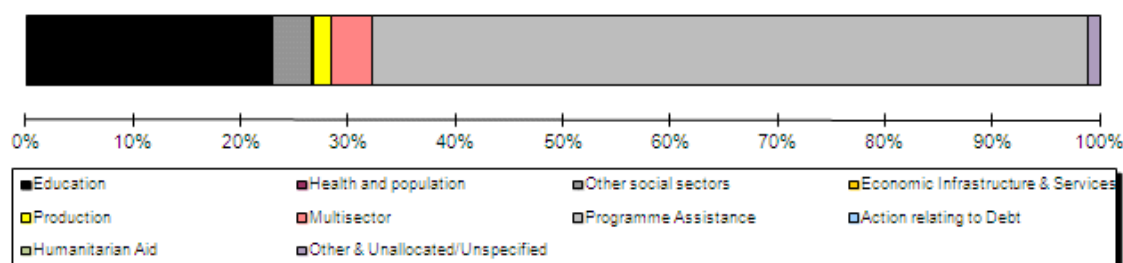 0% 10% 20% 30% 40% 50% 60% 70% 80% 90% 100%
Education Health and population Other social sectors Economic Infrastructure & Services
Production Multisector Programme Assistance Action relating to Debt
Humanitarian Aid Other & Unallocated/Unspecified